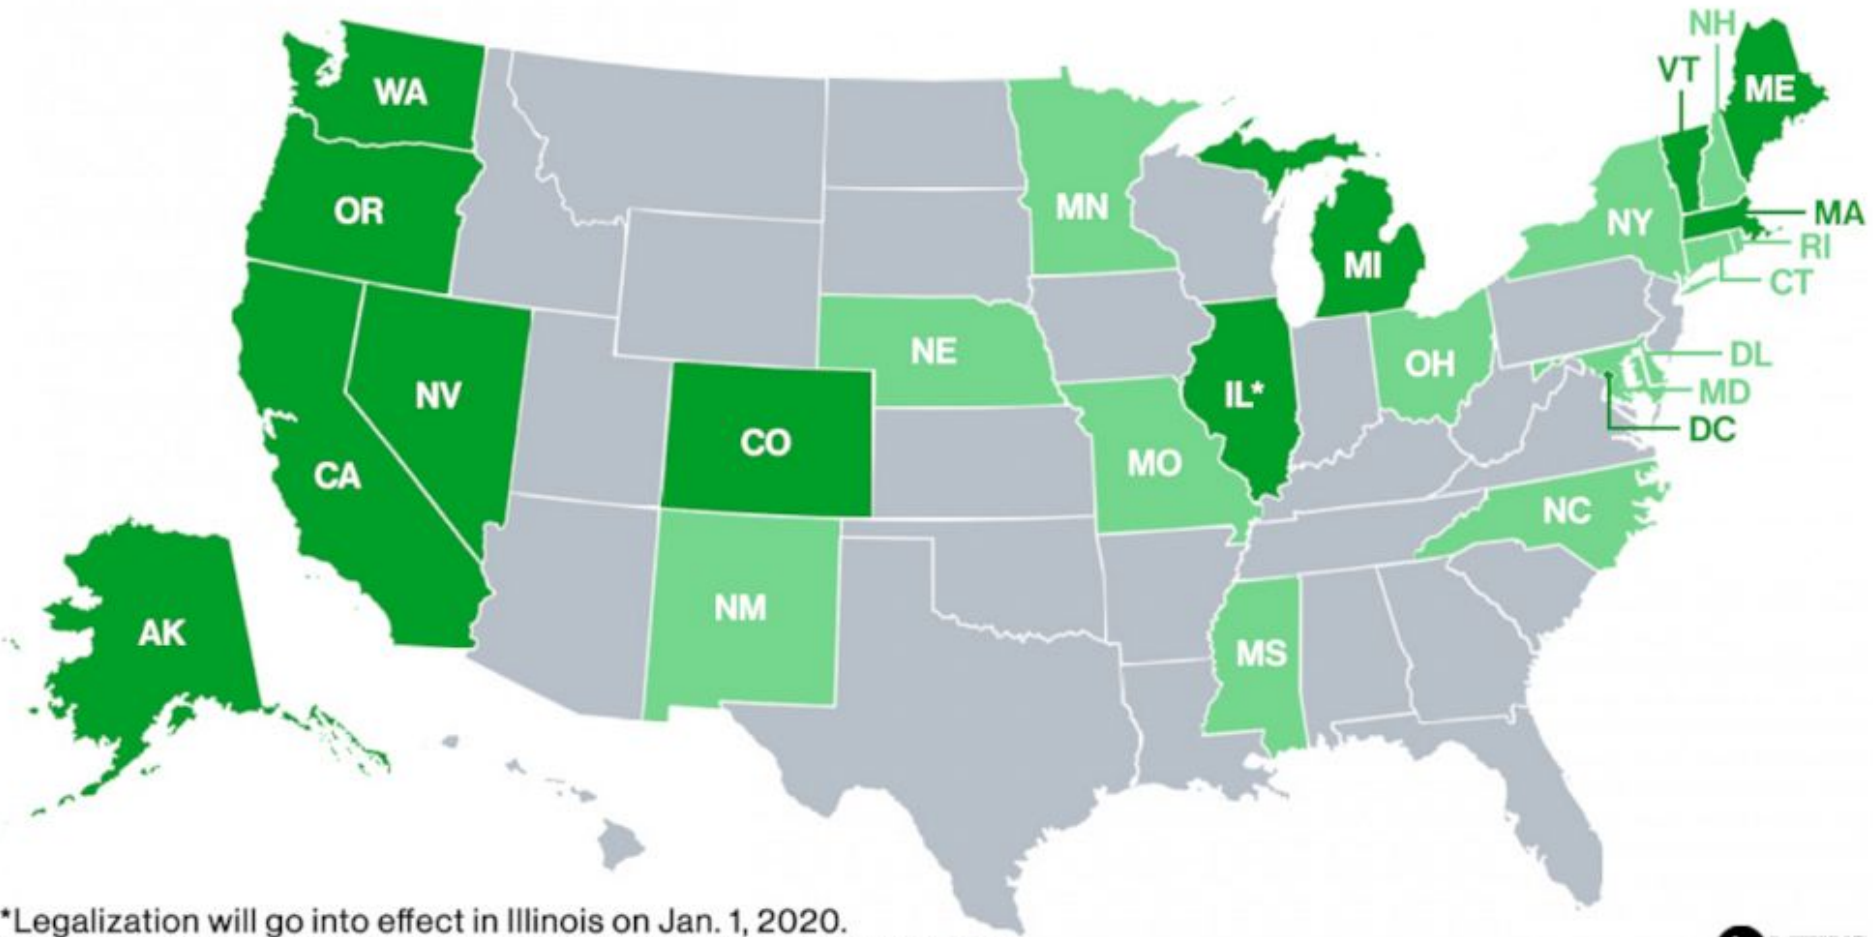 NH
VT
ME
WA
OR
MN
NY
MA
RI
CT
MI
NE
OH
DL
MD
DC
NV
IL*
CO
CA
MO
NC
NM
AK
MS
*Legalization will go into effect in Illinois on Jan. 1, 2020.